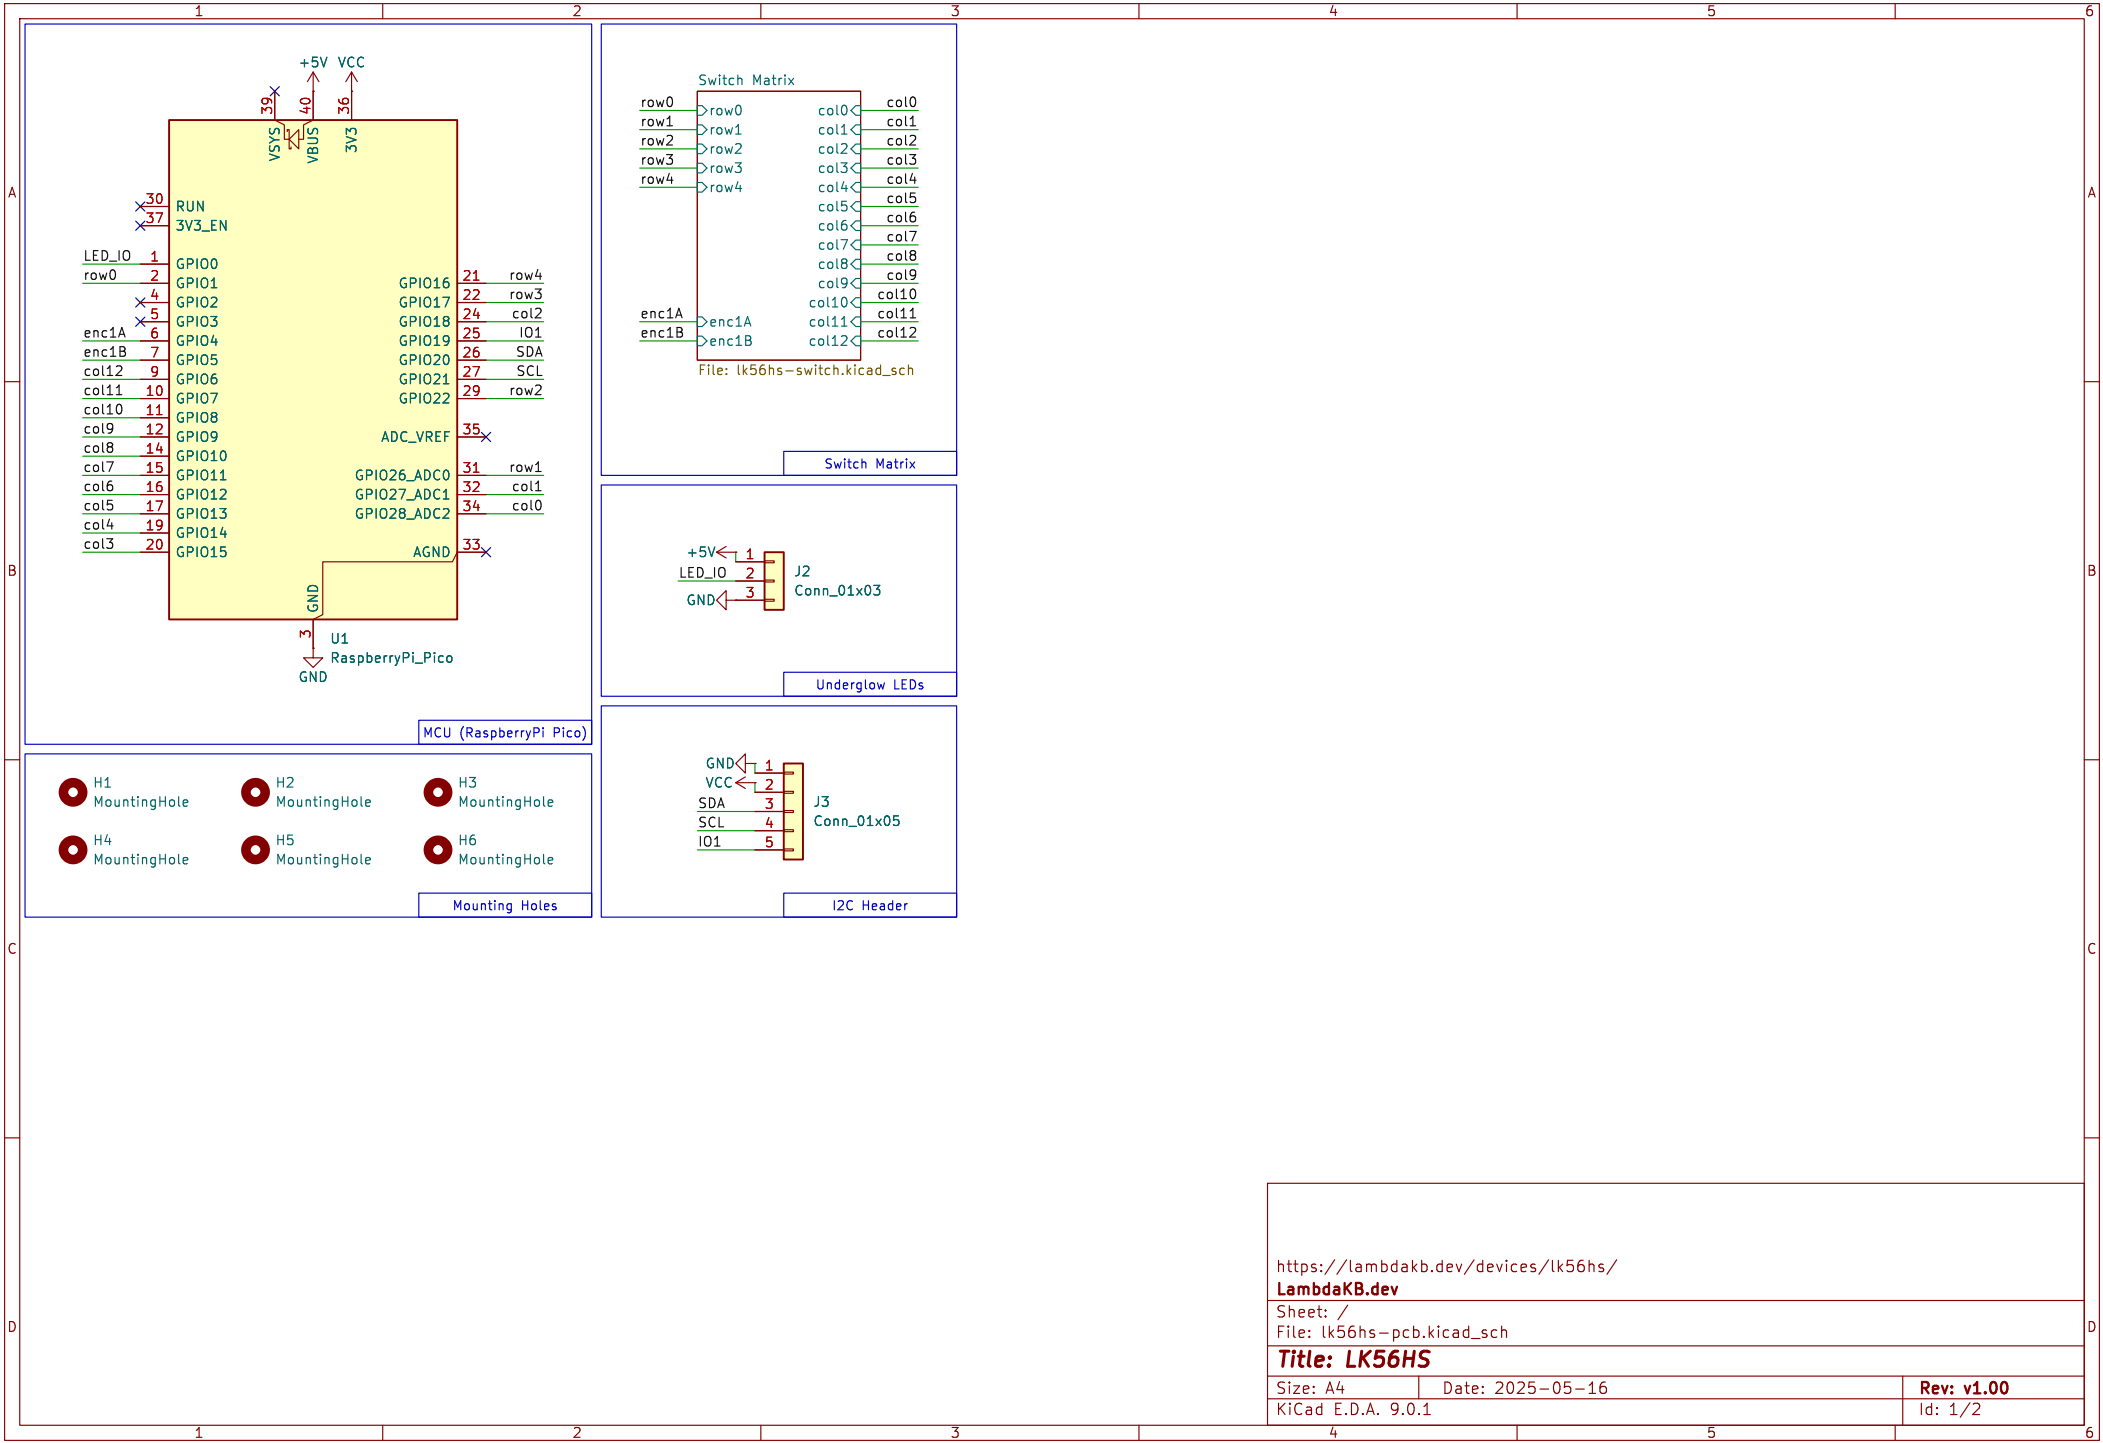 1 2 3 4 5 6
A
B
C
D
A
B
C
D
1 2 3 4 5 6
+5V VCC
39 40 36
VSYS VBUS 3V3
30 RUN
37 3V3_EN
LED_IO 1 GPIO0
row0 2 GPIO1
4 GPIO2
5 GPIO3
enc1A 6 GPIO4
enc1B 7 GPIO5
col12 9 GPIO6
col11 10 GPIO7
col10 11 GPIO8
col9 12 GPIO9
col8 14 GPIO10
col7 15 GPIO11
col6 16 GPIO12
col5 17 GPIO13
col4 19 GPIO14
col3 20 GPIO15
GPIO16 21 row4
GPIO17 22 row3
GPIO18 24 col2
GPIO19 25 IO1
GPIO20 26 SDA
GPIO21 27 SCL
GPIO22 29 row2
ADC_VREF 35
GPIO26_ADC0 31 row1
GPIO27_ADC1 32 col1
GPIO28_ADC2 34 col0
AGND 33
GND
3
GND
U1
RaspberryPi_Pico
MCU (RaspberryPi Pico)
Switch Matrix
row0 row0 col0 col0
row1 row1 col1 col1
row2 row2 col2 col2
row3 row3 col3 col3
row4 row4 col4 col4
col5 col5
col6 col6
col7 col7
col8 col8
col9 col9
col10 col10
enc1A enc1A col11 col11
enc1B enc1B col12 col12
File: lk56hs-switch.kicad_sch
Switch Matrix
+5V 1
LED_IO 2
GND 3
J2
Conn_01x03
Underglow LEDs
GND 1
VCC 2
SDA 3
SCL 4
IO1 5
J3
Conn_01x05
I2C Header
H1
MountingHole
H2
MountingHole
H3
MountingHole
H4
MountingHole
H5
MountingHole
H6
MountingHole
Mounting Holes
https://lambdakb.dev/devices/lk56hs/
LambdaKB.dev
Sheet: /
File: lk56hs-pcb.kicad_sch
Title: LK56HS
Size: A4 Date: 2025-05-16 Rev: v1.00
KiCad E.D.A. 9.0.1 Id: 1/2